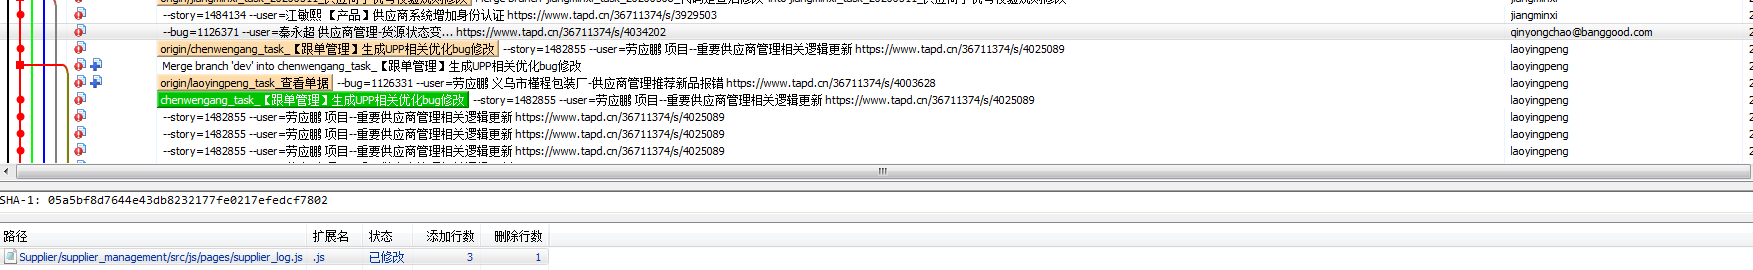 --story=1484134 --user=江敏熙 【产品】供应商系统增加身份认证 https://www.tapd.cn/36711374/s/3929503 jiangminxi
--bug=1126371 --user=秦永超 供应商管理-货源状态变... https://www.tapd.cn/36711374/s/4034202 qinyongchao@banggood.com
origin/chenwengang_task_【跟单管理】生成UPP相关优化bug修改 --story=1482855 --user=劳应鹏 项目--重要供应商管理相关逻辑更新 https://www.tapd.cn/36711374/s/4025089 laoyingpeng
Merge branch 'dev' into chenwengang_task_【跟单管理】生成UPP相关优化bug修改 laoyingpeng
origin/laoyingpeng_task_查看单据 --bug=1126331 --user=劳应鹏 义乌市槿程包装厂-供应商管理推荐新品报错 https://www.tapd.cn/36711374/s/4003628 laoyingpeng
chenwengang_task_【跟单管理】生成UPP相关优化bug修改 --story=1482855 --user=劳应鹏 项目--重要供应商管理相关逻辑更新 https://www.tapd.cn/36711374/s/4025089 laoyingpeng
--story=1482855 --user=劳应鹏 项目--重要供应商管理相关逻辑更新 https://www.tapd.cn/36711374/s/4025089 laoyingpeng
--story=1482855 --user=劳应鹏 项目--重要供应商管理相关逻辑更新 https://www.tapd.cn/36711374/s/4025089 laoyingpeng
--story=1482855 --user=劳应鹏 项目--重要供应商管理相关逻辑更新 https://www.tapd.cn/36711374/s/4025089 laoyingpeng
SHA-1: 05a5bf8d7644e43db8232177fe0217efedcf7802
路径 扩展名 状态 添加行数 删除行数
Supplier/supplier_management/src/js/pages/supplier_log.js .js 已修改 3 1